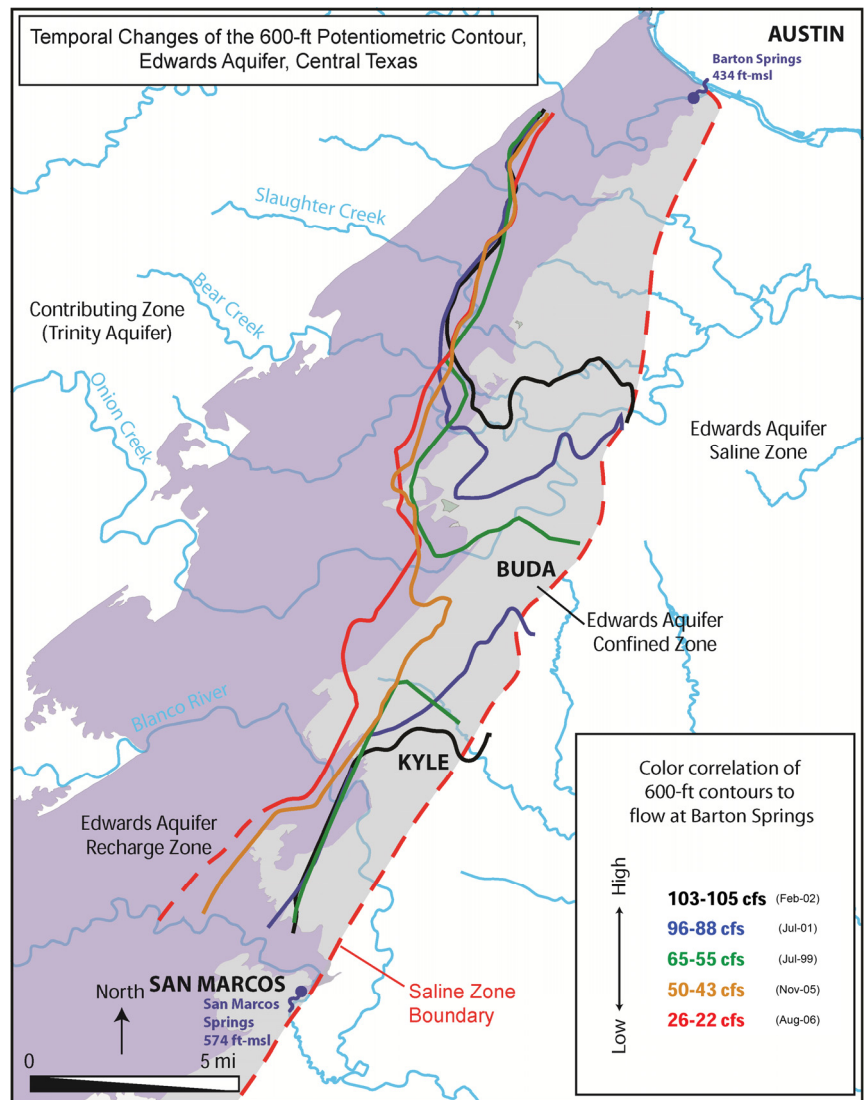 Temporal Changes of the 600-ft Potentiometric Contour,
Edwards Aquifer, Central Texas
AUSTIN
Barton Springs
434 ft-msl
Slaughter Creek
Bear Creek
Contributing Zone
(Trinity Aquifer)
Onion Creek
Edwards Aquifer
Saline Zone
BUDA
Edwards Aquifer
Confined Zone
Blanco River
KYLE
Edwards Aquifer
Recharge Zone
Color correlation of
600-ft contours to
flow at Barton Springs
High
103-105 cfs (Feb-02)
96-88 cfs (Jul-01)
65-55 cfs (Jul-99)
50-43 cfs (Nov-05)
26-22 cfs (Aug-06)
Low
SAN MARCOS
San Marcos
Springs
574 ft-msl
North
Saline Zone
Boundary
0 5 mi